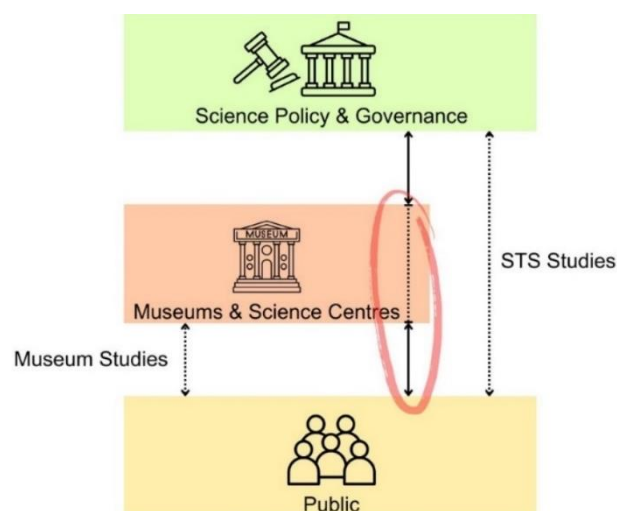 Science Policy & Governance
MUSEUM
STS Studies
Museums & Science Centres
Museum Studies
Public